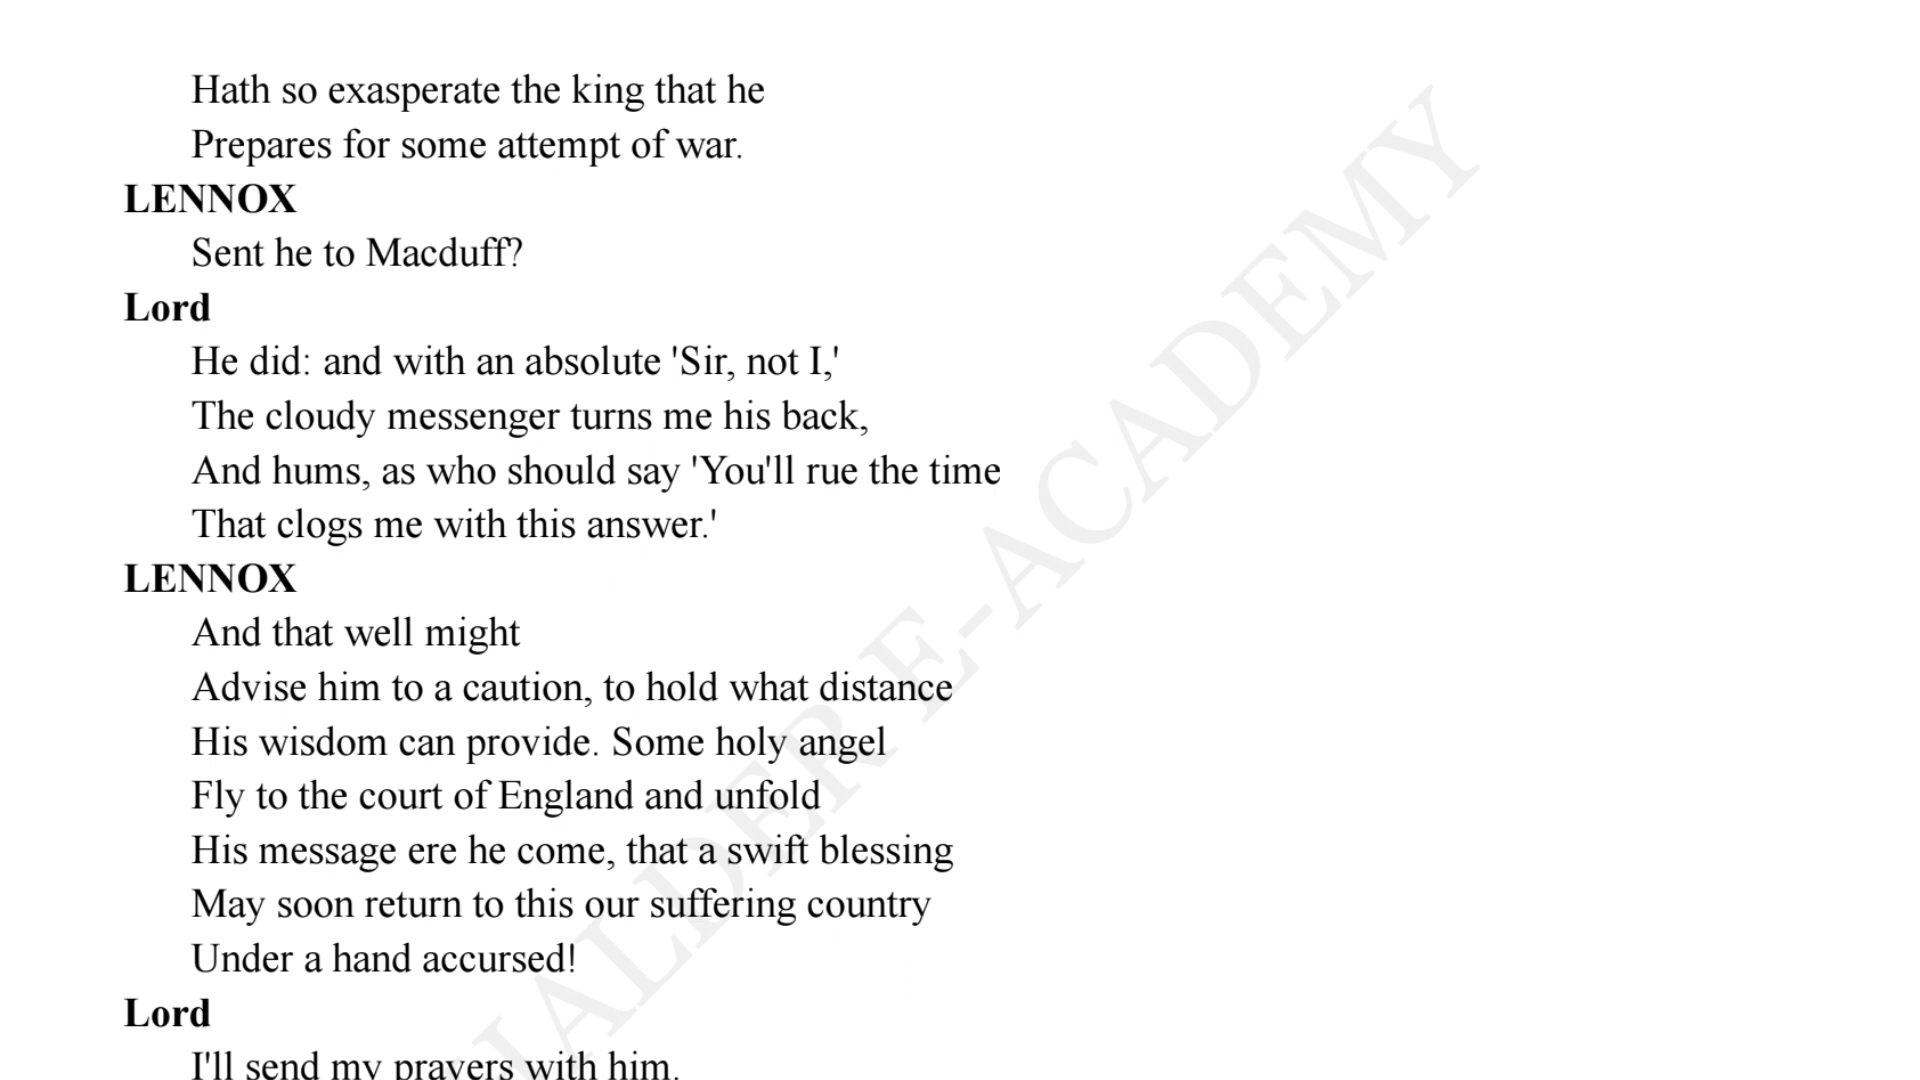 Hath so exasperate the king that he
Prepares for some attempt of war.
LENNOX
Sent he to Macduff?
Lord
He did: and with an absolute 'Sir, not I,'
The cloudy messenger turns me his back,
And hums, as who should say 'You'll rue the time
That clogs me with this answer.'
LENNOX
And that well might
Advise him to a caution, to hold what distance
His wisdom can provide. Some holy angel
Fly to the court of England and unfold
His message ere he come, that a swift blessing
May soon return to this our suffering country
Under a hand accursed!
Lord
I'll send my prayers with him.
E-ACADEMY